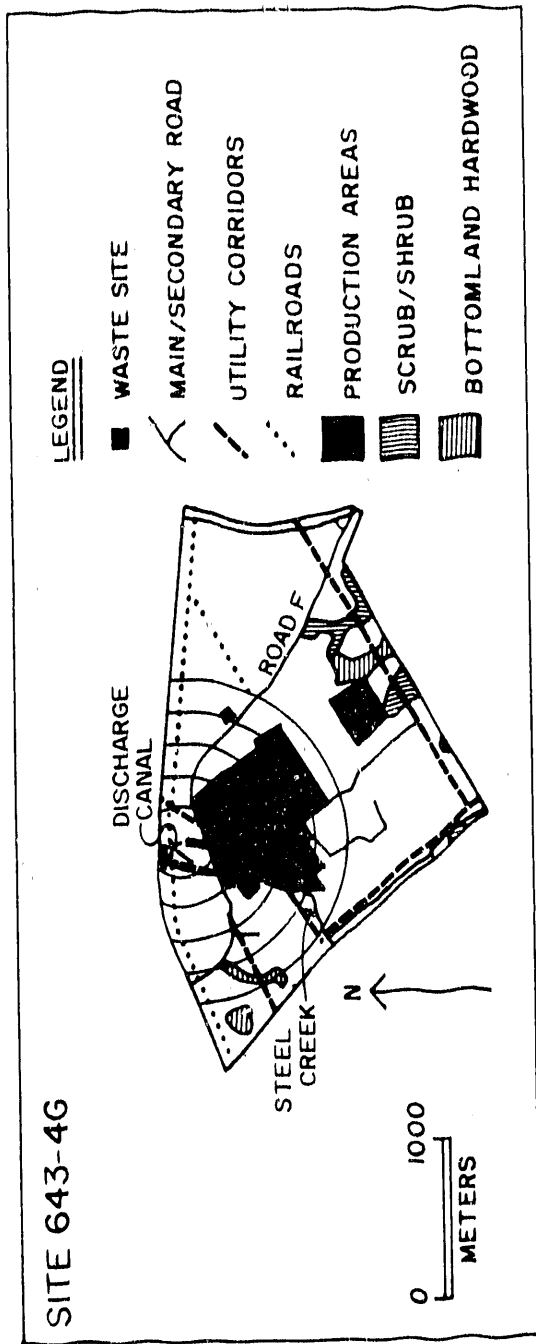 SITE 643-4G
DISCHARGE
CANAL
ROAD F
STEEL
CREEK
N
0 1000
METERS
LEGEND
WASTE SITE
MAIN/SECONDARY ROAD
UTILITY CORRIDORS
RAILROADS
PRODUCTION AREAS
SCRUB/SHRUB
BOTTOMLAND HARDWOOD